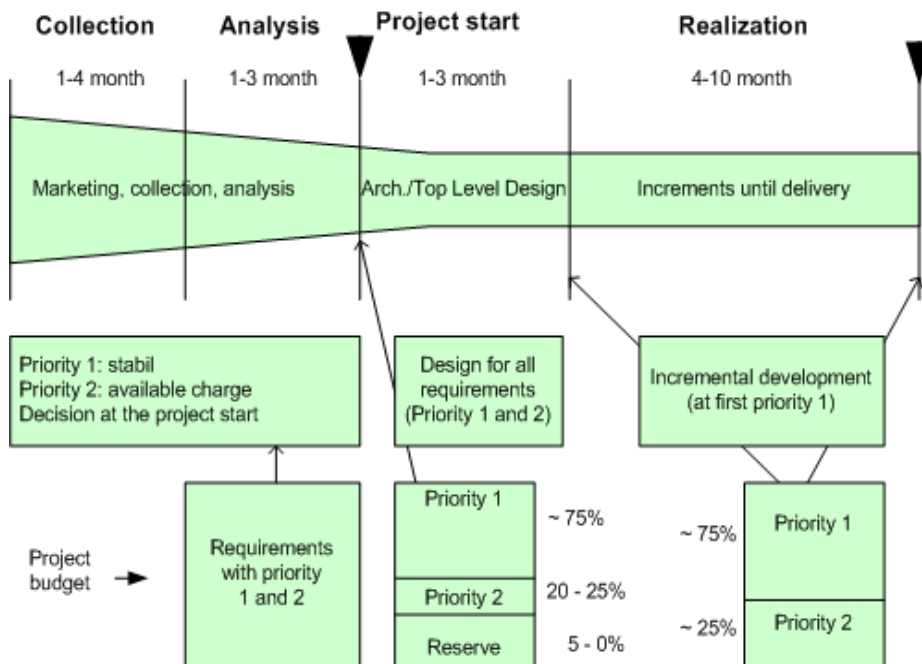 Collection
Analysis
Project start
Realization
1-4 month
1-3 month
1-3 month
4-10 month
Marketing, collection, analysis
Arch./Top Level Design
Increments until delivery
Priority 1: stabil
Priority 2: available charge
Decision at the project start
Design for all
requirements
(Priority 1 and 2)
Incremental development
(at first priority 1)
Project
budget
Requirements
with priority
1 and 2
Priority 1
~ 75%
Priority 2
20 - 25%
Reserve
5 - 0%
~ 75%
Priority 1
~ 25%
Priority 2